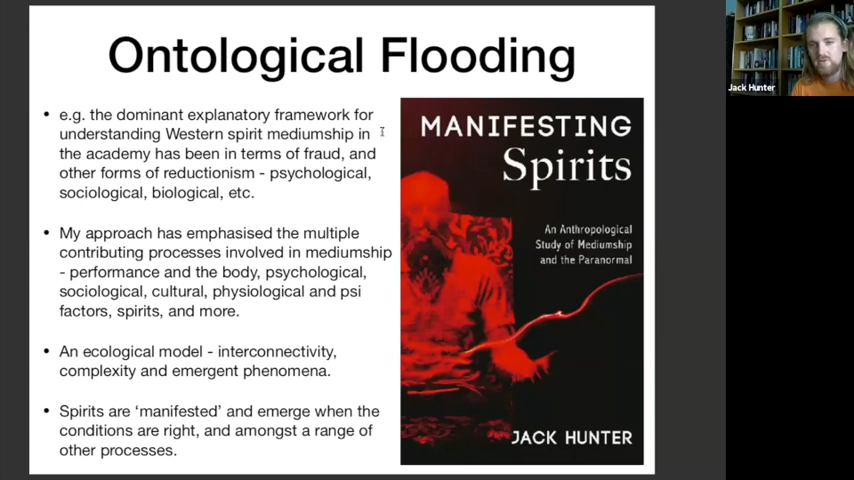 Ontological Flooding
• e.g. the dominant explanatory framework for
understanding Western spirit mediumship in
the academy has been in terms of fraud, and
other forms of reductionism - psychological,
sociological, biological, etc.
• My approach has emphasised the multiple
contributing processes involved in mediumship
- performance and the body, psychological,
sociological, cultural, physiological and psi
factors, spirits, and more.
• An ecological model - interconnectivity,
complexity and emergent phenomena.
• Spirits are ‘manifested’ and emerge when the
conditions are right, and amongst a range of
other processes.
MANIFESTING
Spirits
An Anthropological
Study of Mediumship
and the Paranormal
JACK HUNTER
Jack Hunter